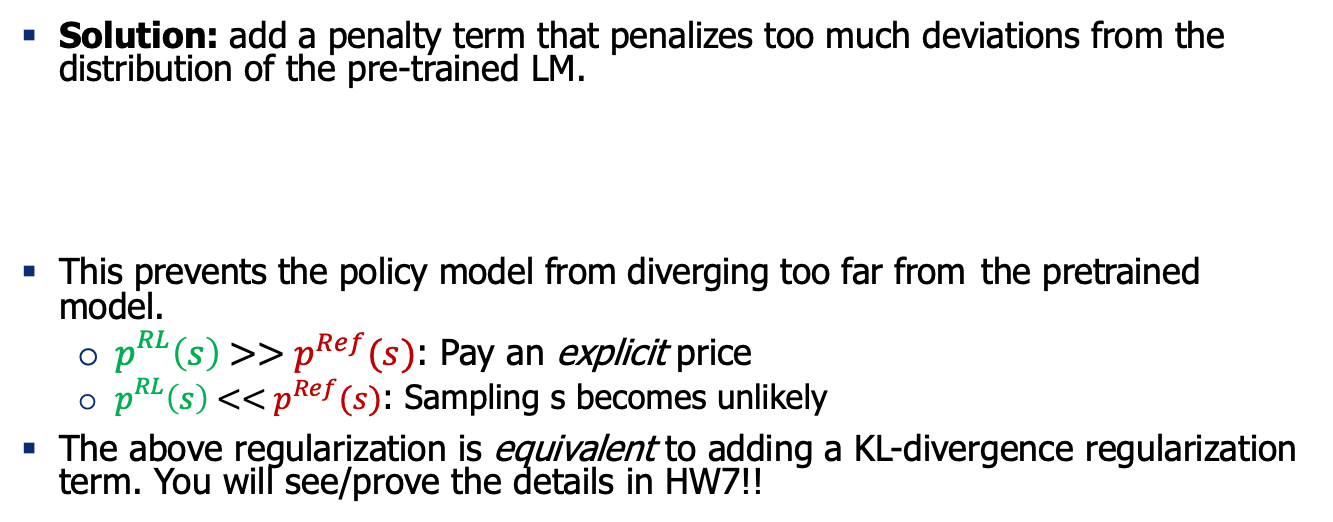 ▪ Solution: add a penalty term that penalizes too much deviations from the
distribution of the pre-trained LM.
▪ This prevents the policy model from diverging too far from the pretrained
model.
○ p^{RL}(s) >> p^{Ref}(s): Pay an explicit price
○ p^{RL}(s) << p^{Ref}(s): Sampling s becomes unlikely
▪ The above regularization is equivalent to adding a KL-divergence regularization
term. You will see/prove the details in HW7!!